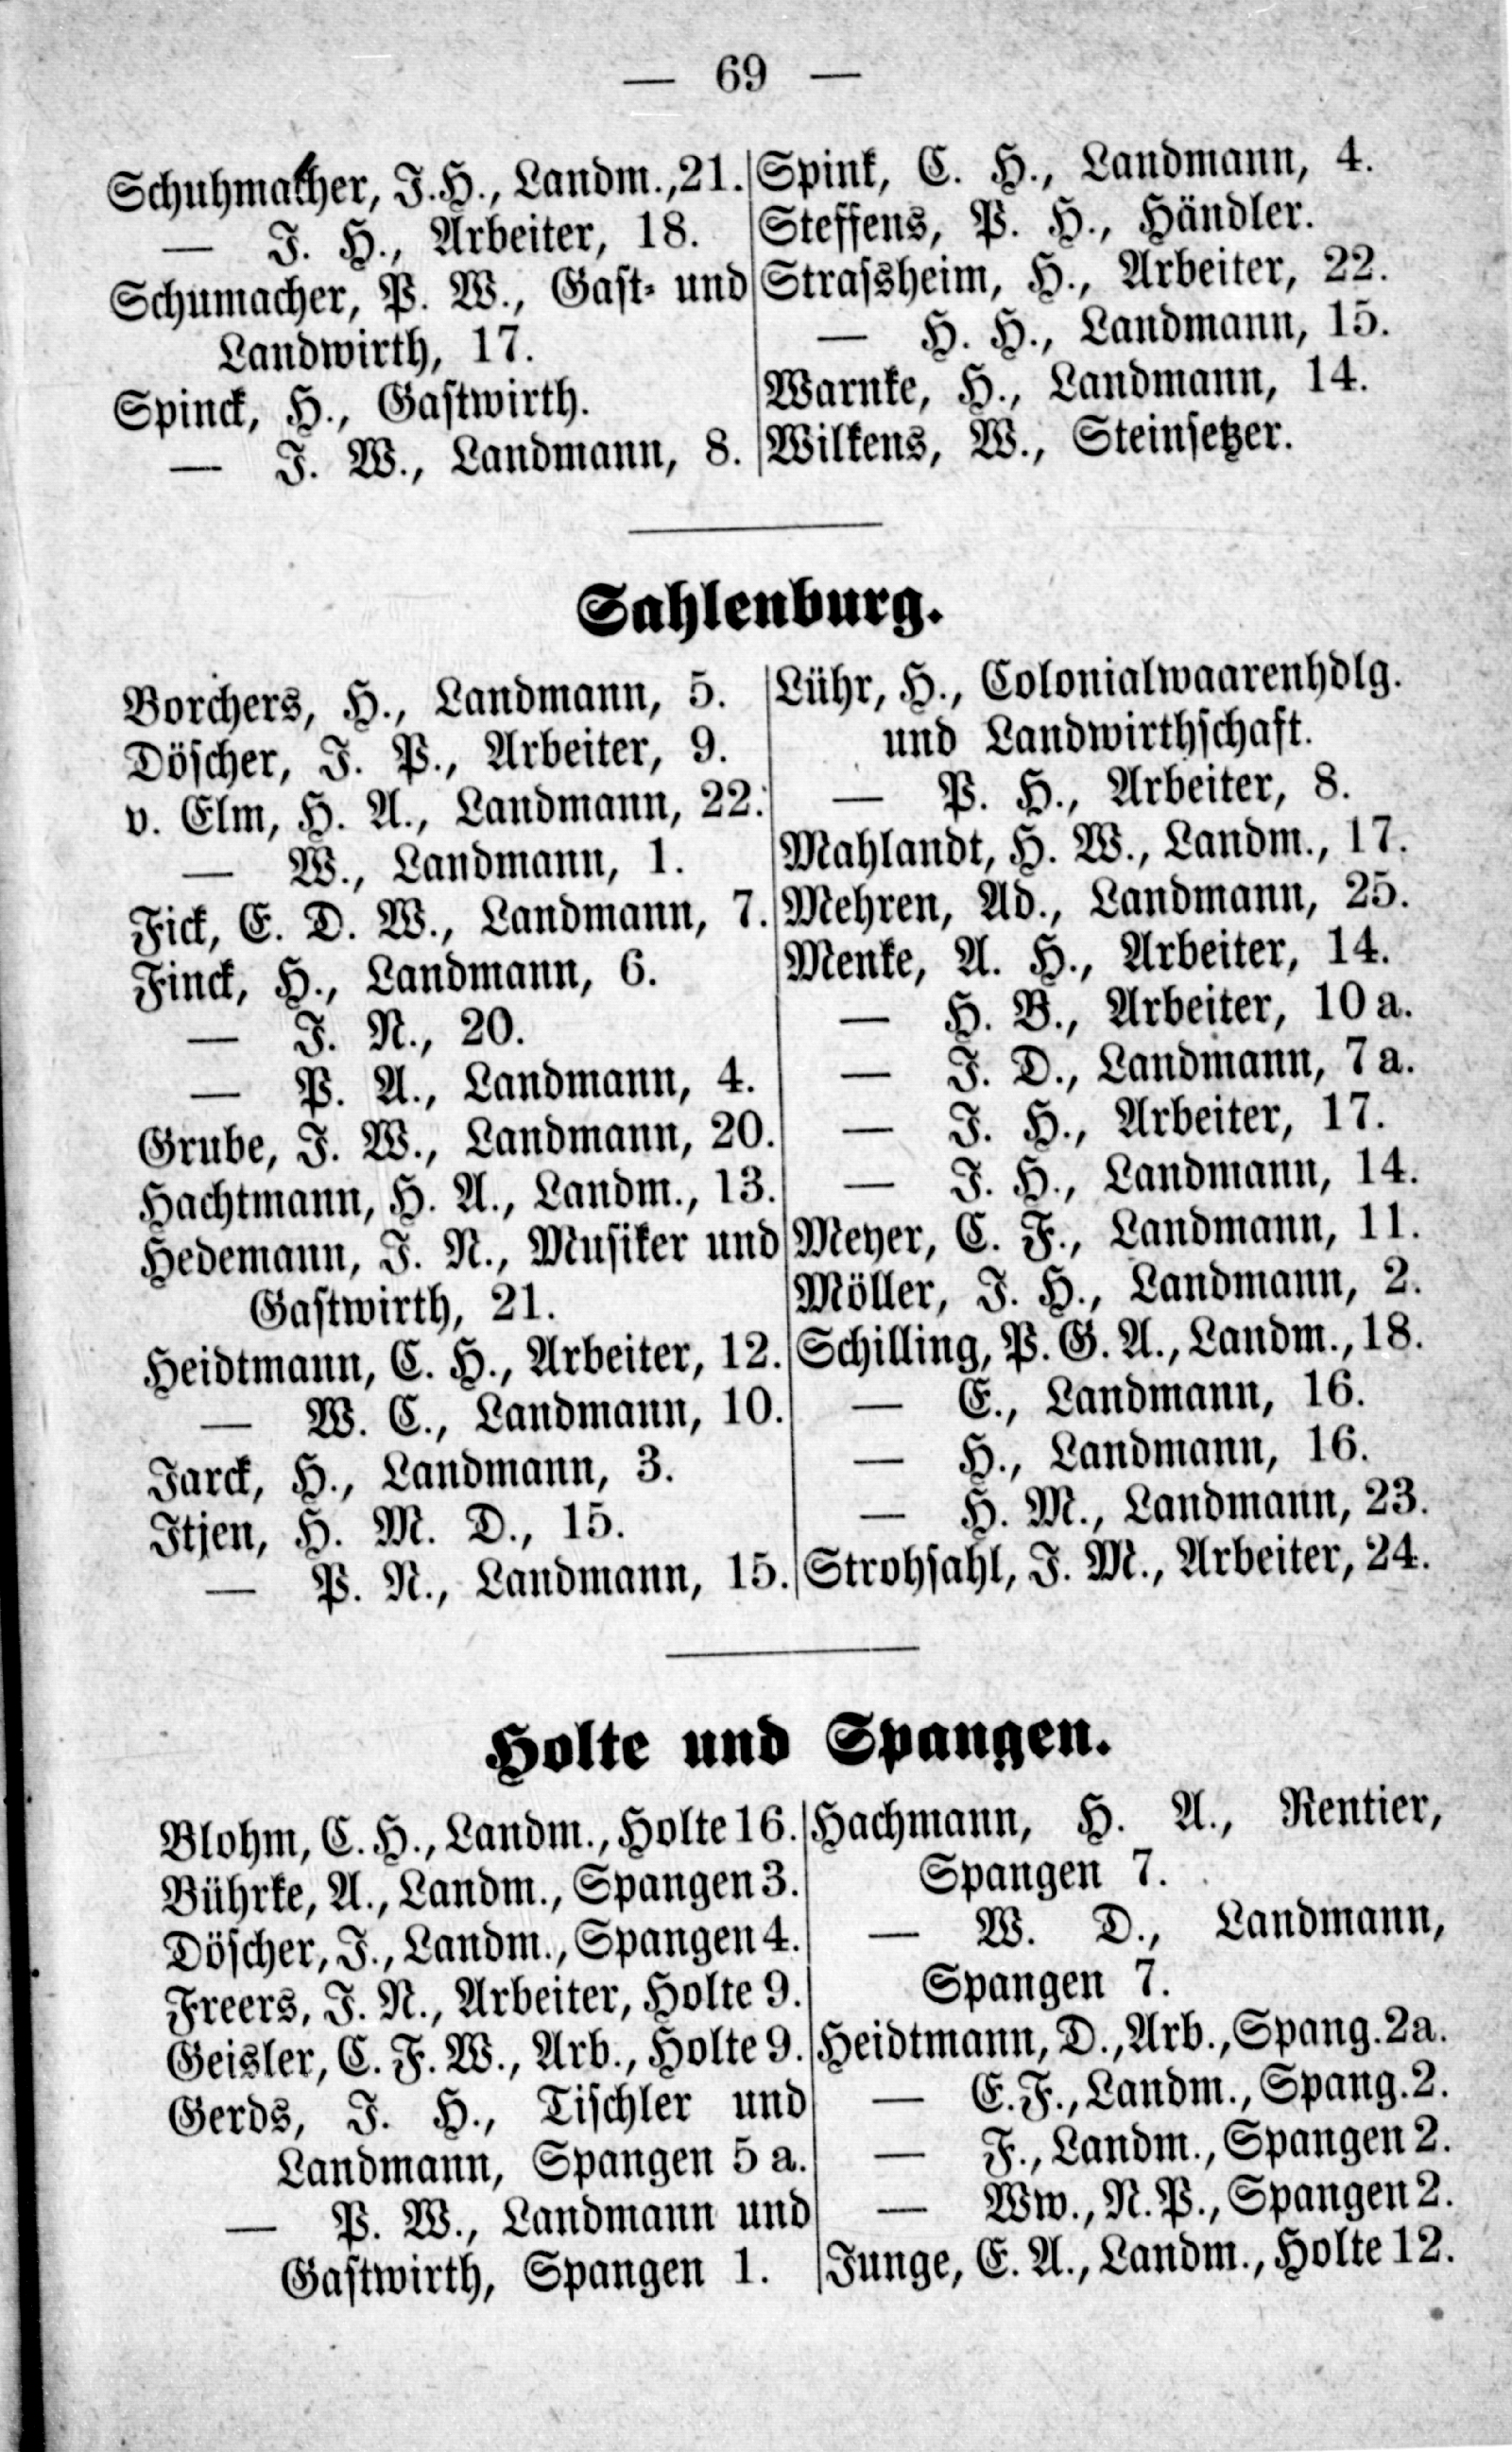 — 69 —
Schuhmacher, J. H., Landm., 21.
— J. H., Arbeiter, 18.
Schumacher, P. W., Gast- und
Landwirth, 17.
Spinck, H., Gastwirth.
— J. W., Landmann, 8.
Spink, C. H., Landmann, 4.
Steffens, P. H., Händler.
Strassheim, H., Arbeiter, 22.
— H. H., Landmann, 15.
Warnke, H., Landmann, 14.
Wilkens, W., Steinsetzer.
Sahlenburg.
Borchers, H., Landmann, 5.
Döscher, J. P., Arbeiter, 9.
v. Elm, H. A., Landmann, 22.
— W., Landmann, 1.
Fick, E. D. W., Landmann, 7.
Finck, H., Landmann, 6.
— J. N., 20.
— P. A., Landmann, 4.
Grube, J. W., Landmann, 20.
Hachtmann, H. A., Landm., 13.
Hedemann, J. N., Musiker und
Gastwirth, 21.
Heidtmann, C. H., Arbeiter, 12.
— W. C., Landmann, 10.
Jarck, H., Landmann, 3.
Itjen, H. M. D., 15.
— P. N., Landmann, 15.
Lühr, H., Colonialwaarenhdlg.
und Landwirthschaft.
— P. H., Arbeiter, 8.
Mahlandt, H. W., Landm., 17.
Mehren, Ad., Landmann, 25.
Menke, A. H., Arbeiter, 14.
— H. B., Arbeiter, 10 a.
— J. D., Landmann, 7 a.
— J. H., Arbeiter, 17.
— J. H., Landmann, 14.
Meyer, C. F., Landmann, 11.
Möller, J. H., Landmann, 2.
Schilling, P. G. A., Landm., 18.
— E., Landmann, 16.
— H., Landmann, 16.
— H. M., Landmann, 23.
Strohsahl, J. M., Arbeiter, 24.
Holte und Spangen.
Blohm, C. H., Landm., Holte 16.
Bührke, A., Landm., Spangen 3.
Döscher, J., Landm., Spangen 4.
Freers, J. N., Arbeiter, Holte 9.
Geisler, C. F. W., Arb., Holte 9.
Gerds, J. H., Tischler und
Landmann, Spangen 5 a.
— P. W., Landmann und
Gastwirth, Spangen 1.
Hachmann, H. A., Rentier,
Spangen 7.
— W. D., Landmann,
Spangen 7.
Heidtmann, D., Arb., Spang. 2a.
— E. F., Landm., Spang. 2.
— F., Landm., Spangen 2.
— Ww., N. P., Spangen 2.
Junge, E. A., Landm., Holte 12.